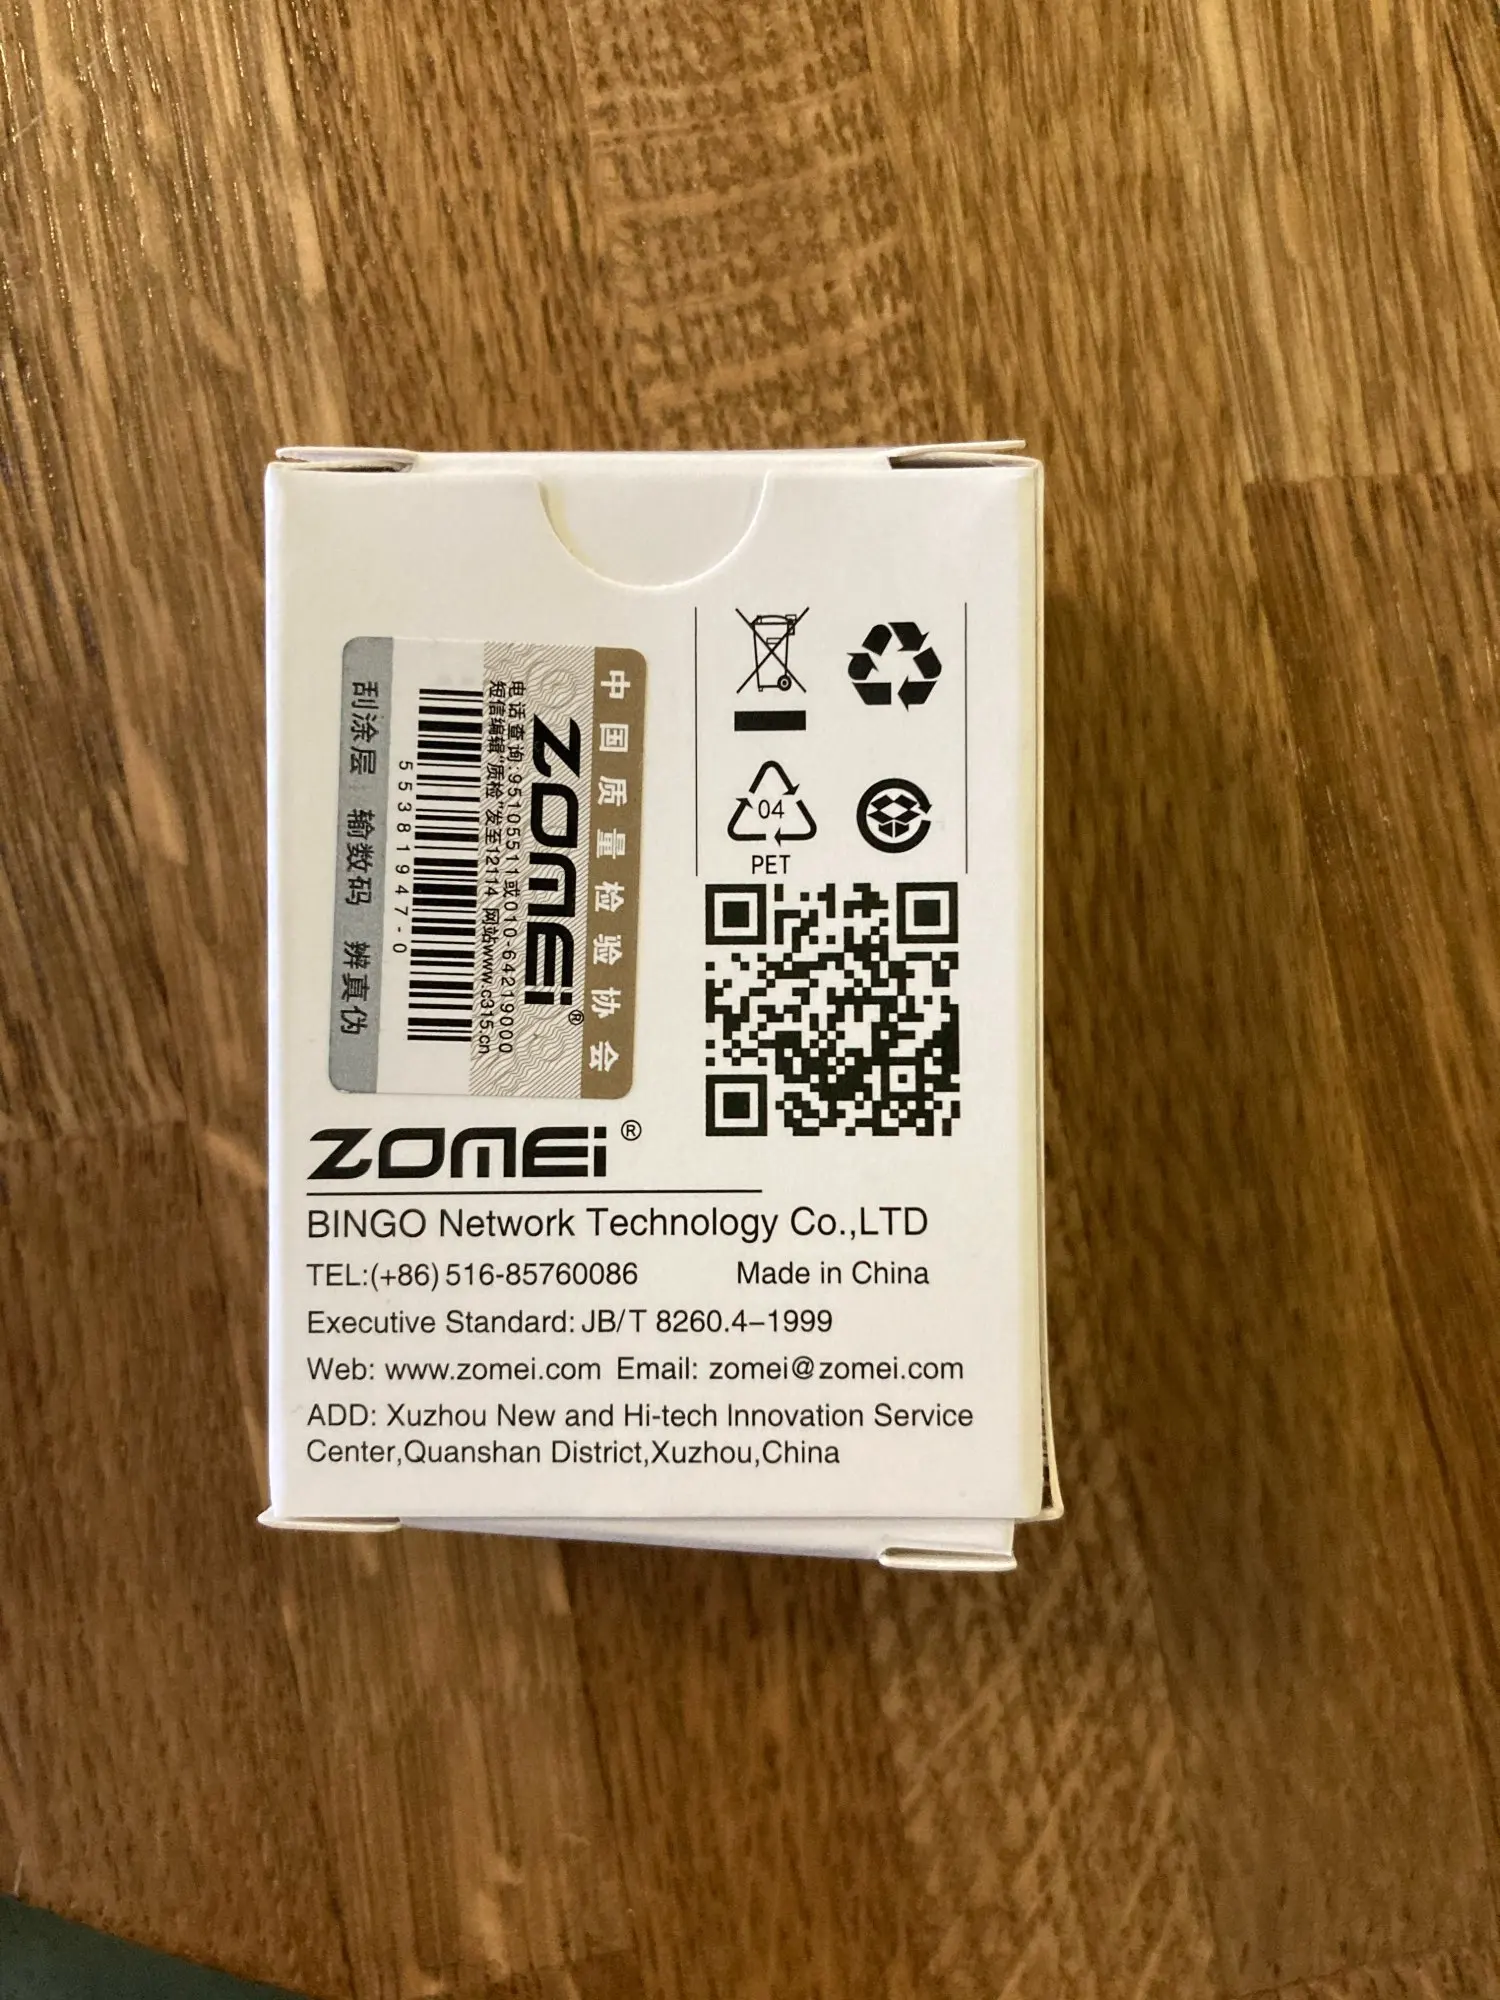 中国质量检验协会
ZOMEi®
电话查询:95105511或010-64219000
短信编辑"质检"发至12114 网站www.c315.cn
55381947-0
刮涂层 输数码 辨真伪
04
PET
ZOMEi®
BINGO Network Technology Co.,LTD
TEL:(+86) 516-85760086 Made in China
Executive Standard: JB/T 8260.4–1999
Web: www.zomei.com Email: zomei@zomei.com
ADD: Xuzhou New and Hi-tech Innovation Service
Center,Quanshan District,Xuzhou,China